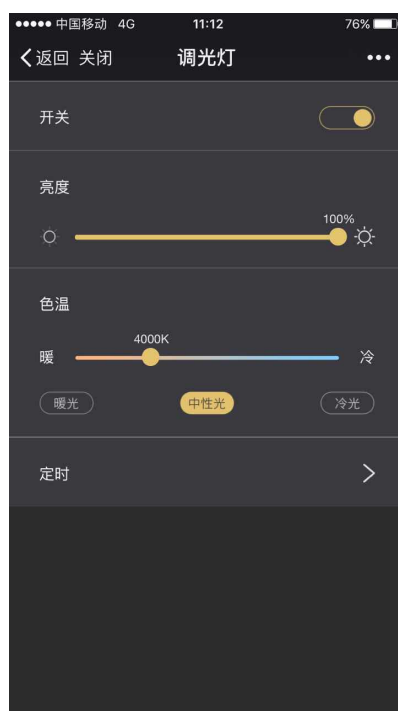 中国移动 4G 11:12 76%
返回 关闭 调光灯
开关
亮度
100%
色温
4000K
暖 冷
暖光 中性光 冷光
定时